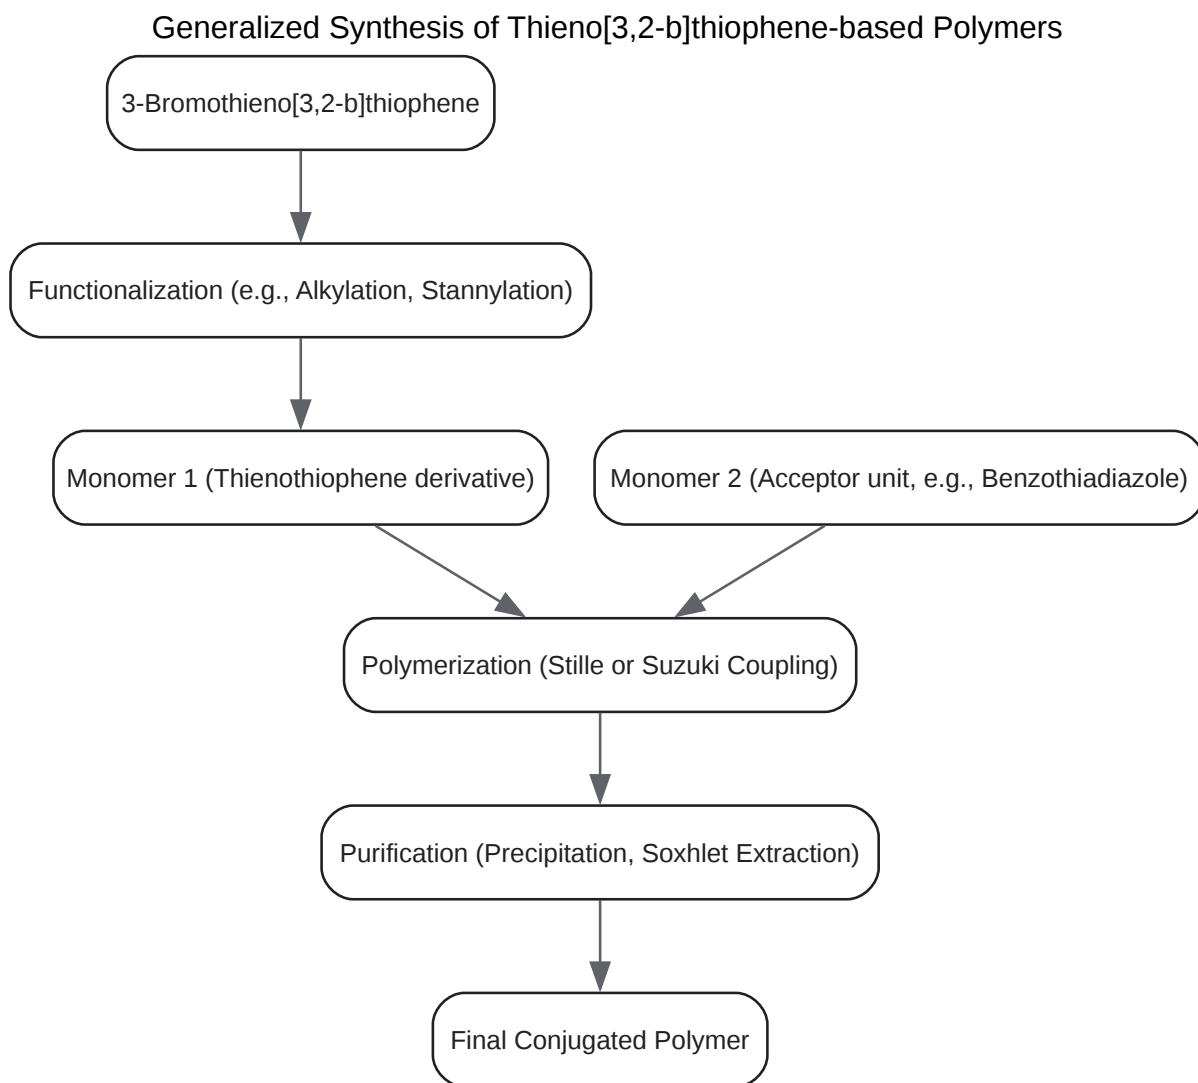 Generalized Synthesis of Thieno[3,2-b]thiophene-based Polymers
3-Bromothieno[3,2-b]thiophene
Functionalization (e.g., Alkylation, Stannylation)
Monomer 1 (Thienothiophene derivative)
Monomer 2 (Acceptor unit, e.g., Benzothiadiazole)
Polymerization (Stille or Suzuki Coupling)
Purification (Precipitation, Soxhlet Extraction)
Final Conjugated Polymer